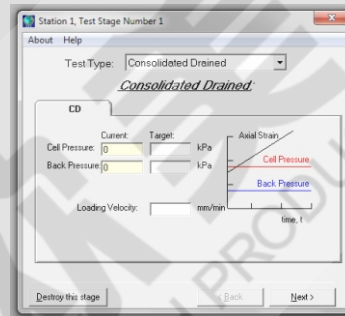 Station 1, Test Stage Number 1
About Help
Test Type: Consolidated Drained
Consolidated Drained:
CD
Current: Target:
Cell Pressure: 0 kPa
Back Pressure: 0 kPa
Loading Velocity: mm/min
Axial Strain
Cell Pressure
Back Pressure
time, t
Destroy this stage
< Back
Next >